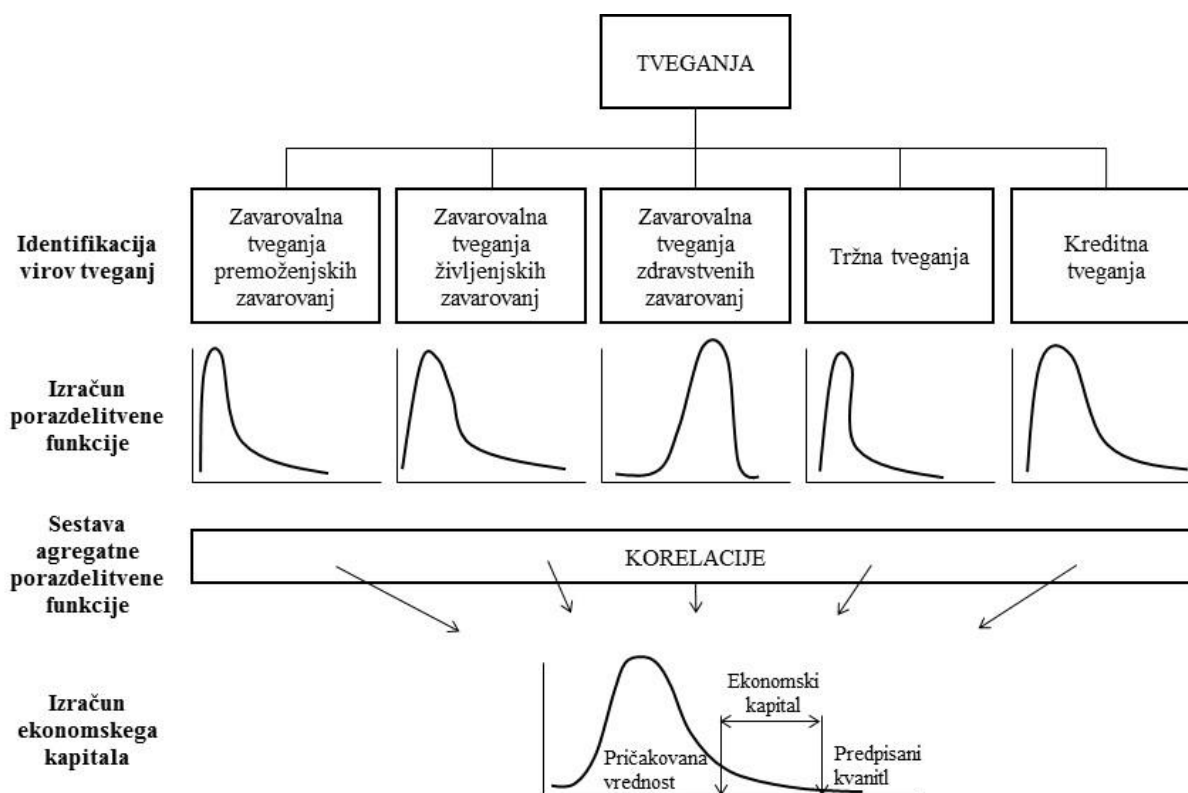 TVEGANJA
Identifikacija
virov tveganj
Zavarovalna
tveganja
premoženjskih
zavarovanj
Zavarovalna
tveganja
življenjskih
zavarovanj
Zavarovalna
tveganja
zdravstvenih
zavarovanj
Tržna tveganja
Kreditna
tveganja
Izračun
porazdelitvene
funkcije
Sestava
agregatne
porazdelitvene
funkcije
KORELACIJE
Izračun
ekonomskega
kapitala
Pričakovana
vrednost
Ekonomski
kapital
Predpisani
kvanitl